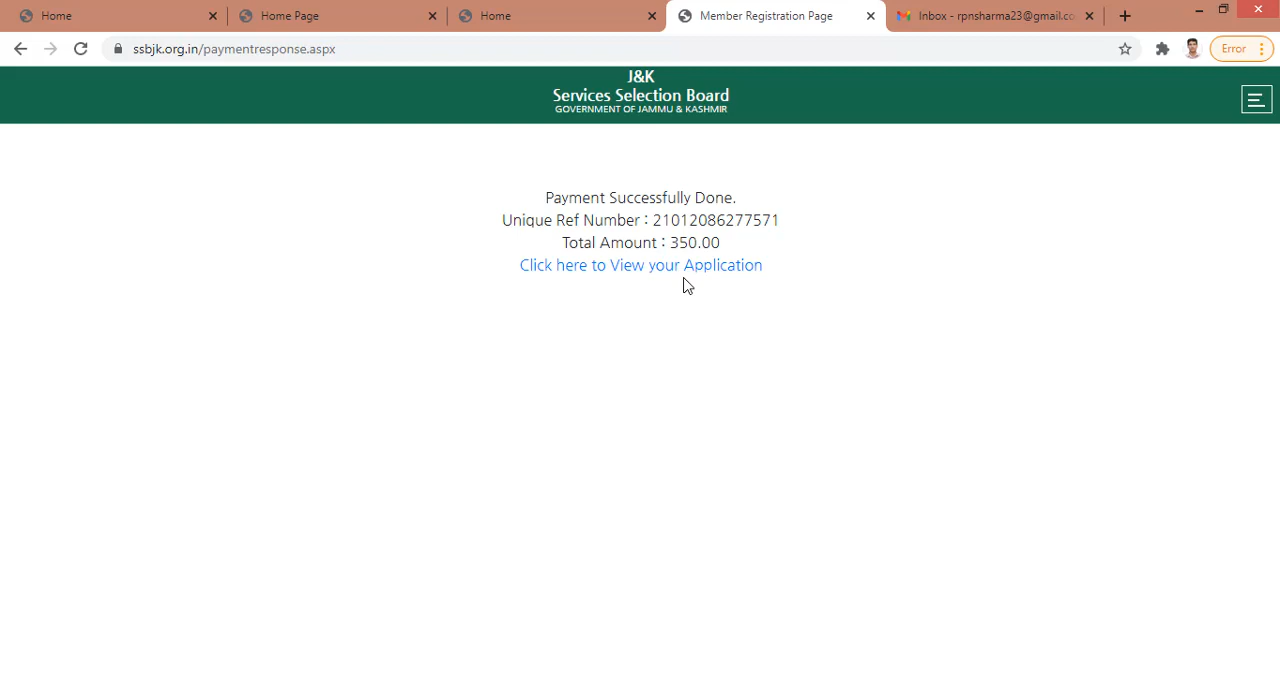 Home
Home Page
Home
Member Registration Page
Inbox - rpnsharma23@gmail.co
ssbjk.org.in/paymentresponse.aspx
Error
J&K
Services Selection Board
GOVERNMENT OF JAMMU & KASHMIR
Payment Successfully Done.
Unique Ref Number : 21012086277571
Total Amount : 350.00
Click here to View your Application